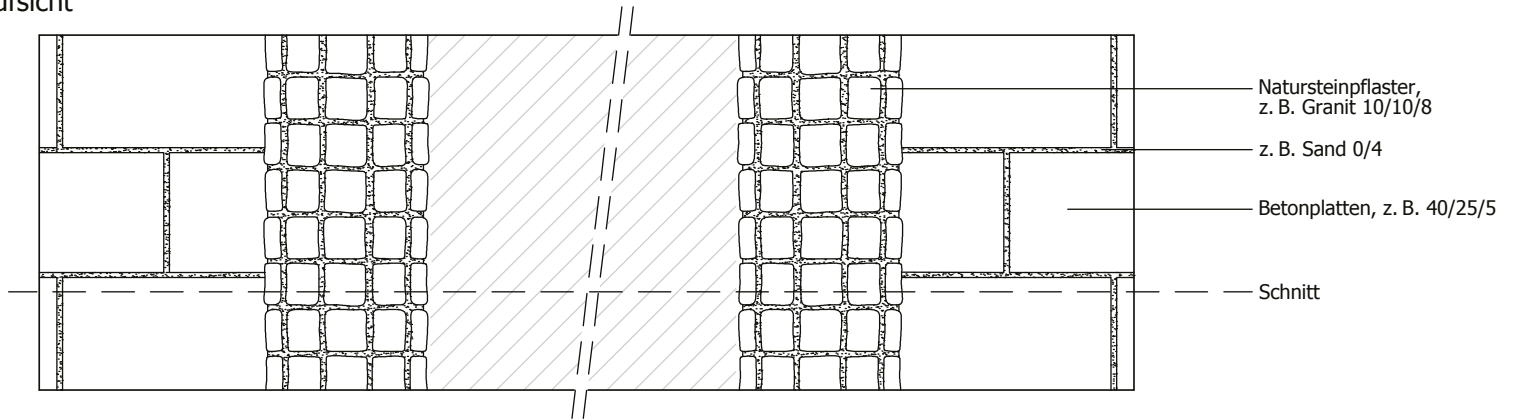 Natursteinpflaster,
z. B. Granit 10/10/8
z. B. Sand 0/4
Betonplatten, z. B. 40/25/5
Schnitt